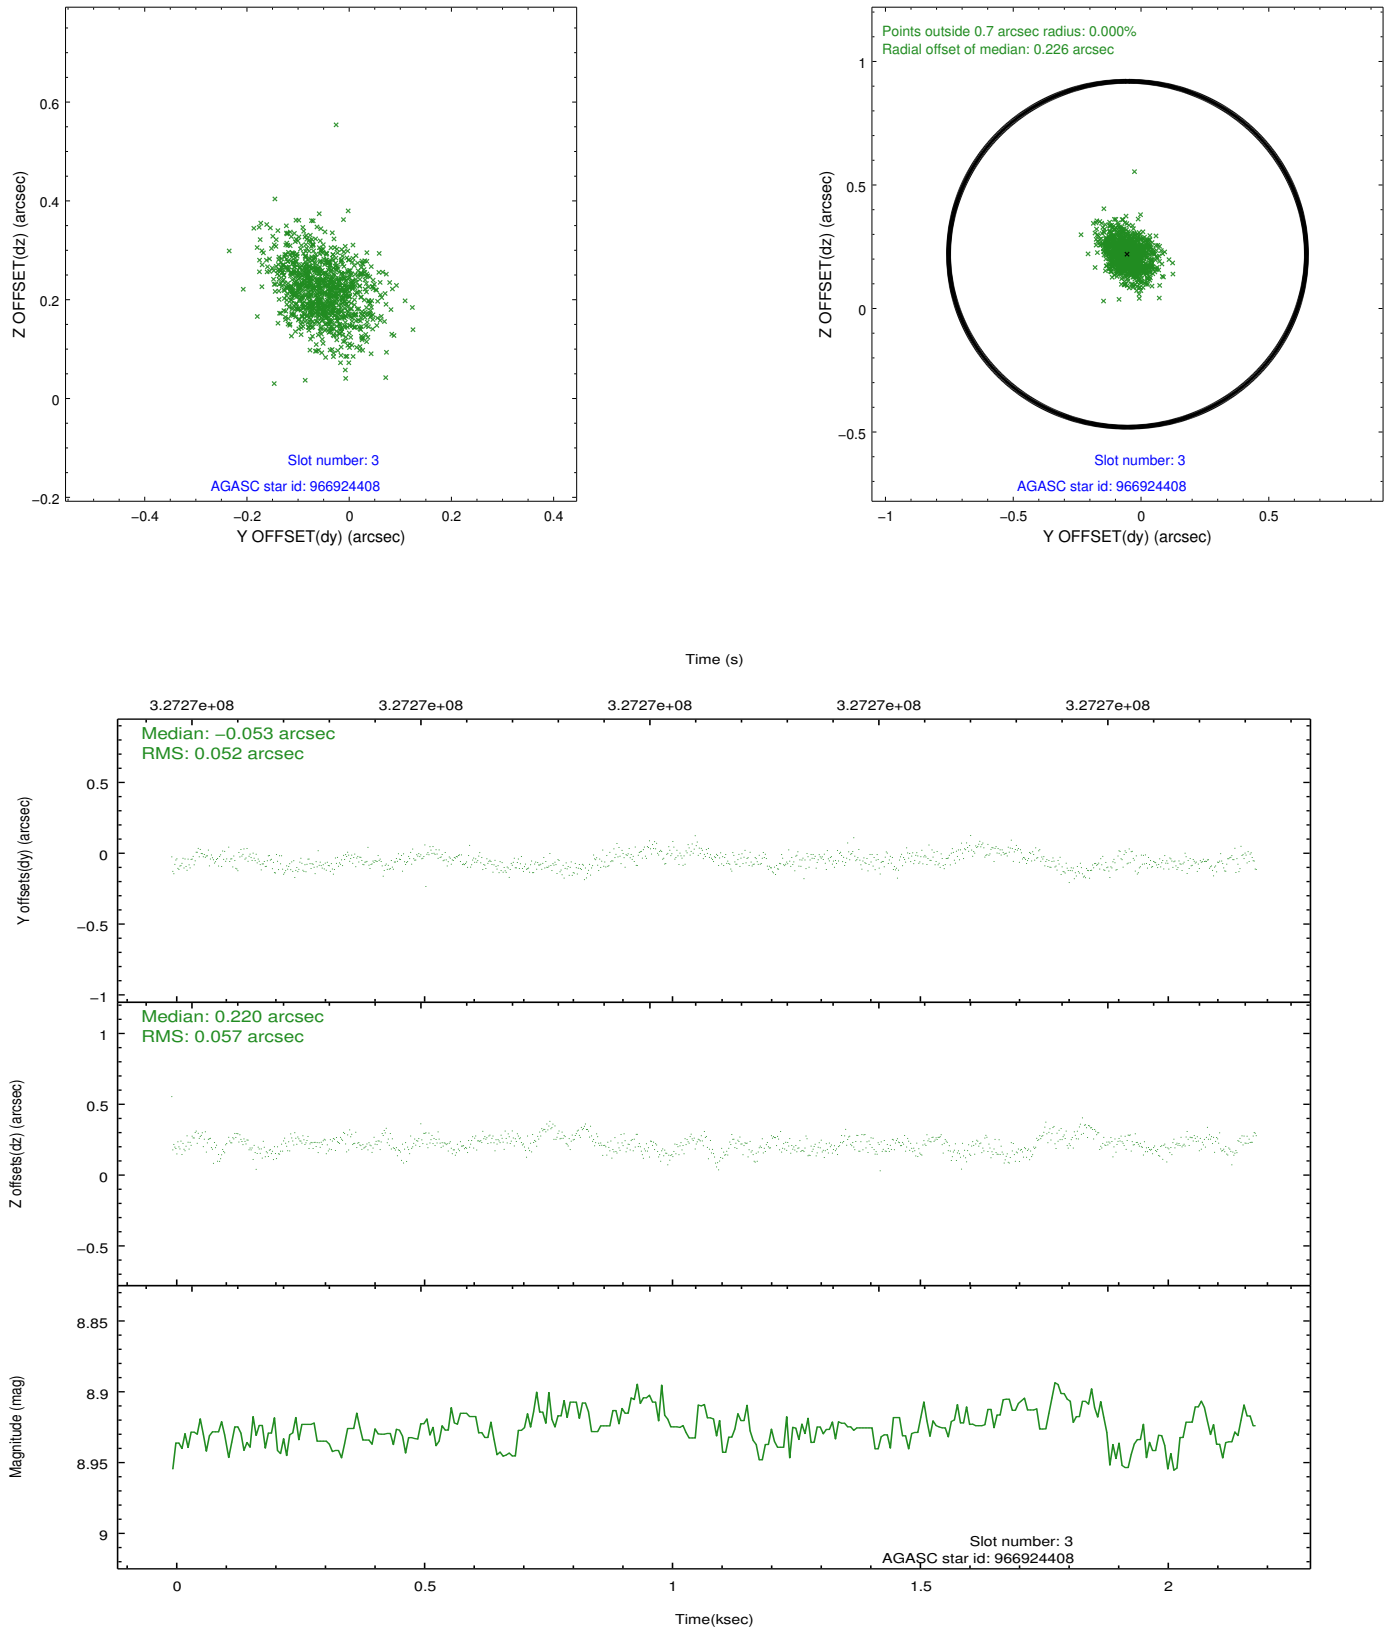 0.6
0.4
0.2
0
−0.2
Z OFFSET(dz) (arcsec)
Slot number: 3
AGASC star id: 966924408
−0.4
−0.2
0
0.2
0.4
Y OFFSET(dy) (arcsec)
Points outside 0.7 arcsec radius: 0.000%
Radial offset of median: 0.226 arcsec
1
0.5
0
−0.5
Z OFFSET(dz) (arcsec)
Slot number: 3
AGASC star id: 966924408
−1
−0.5
0
0.5
Y OFFSET(dy) (arcsec)
Time (s)
3.2727e+08
3.2727e+08
3.2727e+08
3.2727e+08
3.2727e+08
Median: −0.053 arcsec
RMS: 0.052 arcsec
0.5
0
−0.5
−1
Y offsets(dy) (arcsec)
Median: 0.220 arcsec
RMS: 0.057 arcsec
1
0.5
0
−0.5
Z offsets(dz) (arcsec)
8.85
8.9
8.95
9
Magnitude (mag)
Slot number: 3
AGASC star id: 966924408
0
0.5
1
1.5
2
Time(ksec)